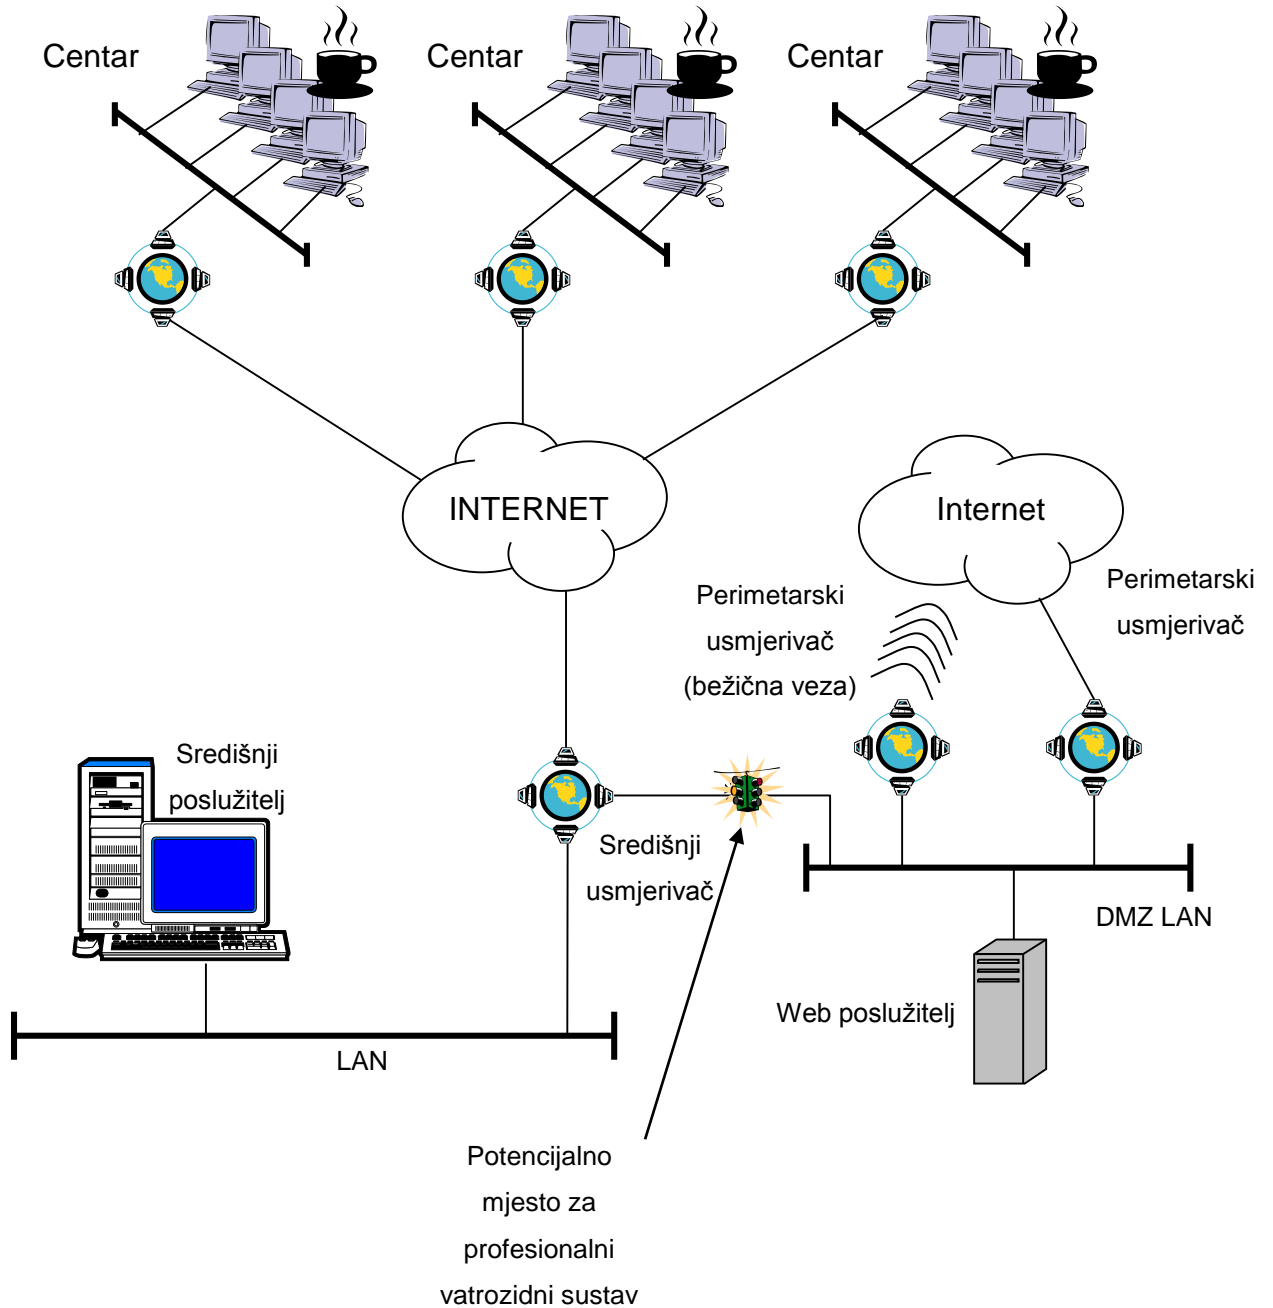 Centar
Centar
Centar
INTERNET
Internet
Perimetarski
usmjerivač
(bežična veza)
Perimetarski
usmjerivač
Središnji
poslužitelj
Središnji
usmjerivač
DMZ LAN
Web poslužitelj
LAN
Potencijalno
mjesto za
profesionalni
vatrozidni sustav